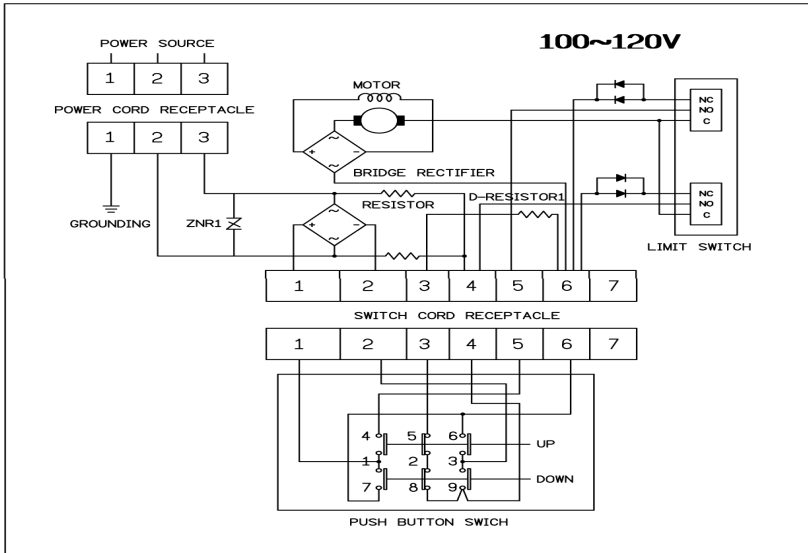 100~120V
POWER SOURCE
1 2 3
POWER CORD RECEPTACLE
1 2 3
GROUNDING
ZNR1
MOTOR
+ ~ ~ -
BRIDGE RECTIFIER
RESISTOR
+ ~ ~ -
D-RESISTOR1
NC
NO
C
NC
NO
C
LIMIT SWITCH
1 2 3 4 5 6 7
SWITCH CORD RECEPTACLE
1 2 3 4 5 6 7
4 5 6
UP
1 2 3
DOWN
7 8 9
PUSH BUTTON SWICH